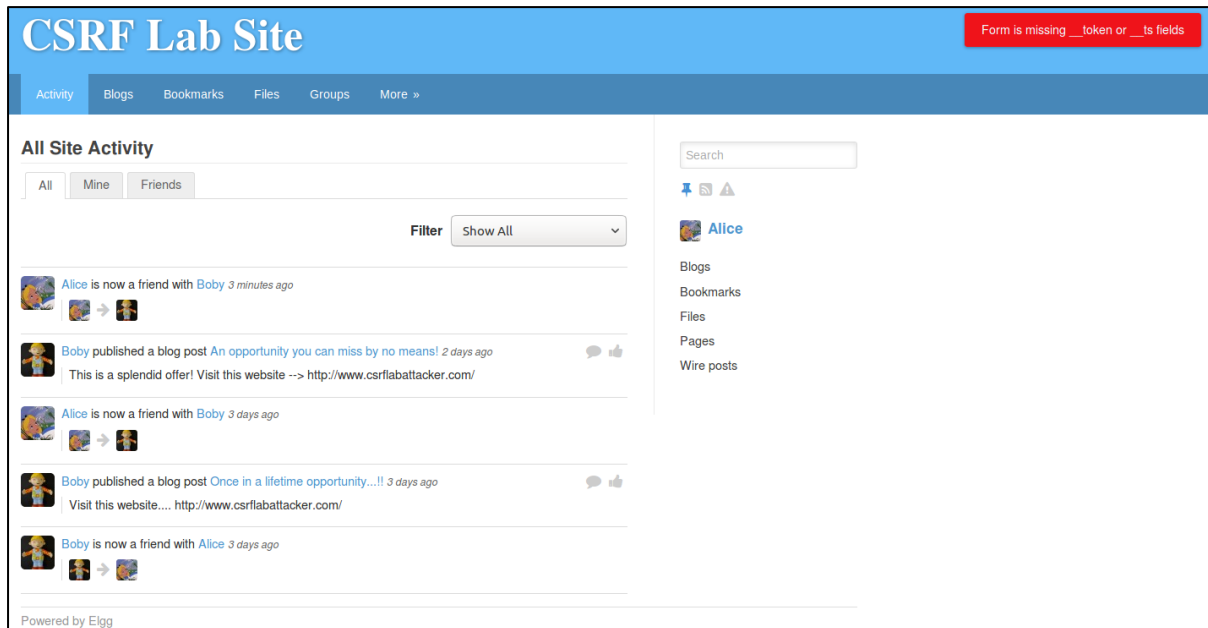 CSRF Lab Site
Form is missing __token or __ts fields
Activity Blogs Bookmarks Files Groups More »
All Site Activity
All Mine Friends
Filter Show All
Alice is now a friend with Boby 3 minutes ago
Boby published a blog post An opportunity you can miss by no means! 2 days ago
This is a splendid offer! Visit this website --> http://www.csrflabattacker.com/
Alice is now a friend with Boby 3 days ago
Boby published a blog post Once in a lifetime opportunity...!! 3 days ago
Visit this website.... http://www.csrflabattacker.com/
Boby is now a friend with Alice 3 days ago
Search
Alice
Blogs
Bookmarks
Files
Pages
Wire posts
Powered by Elgg